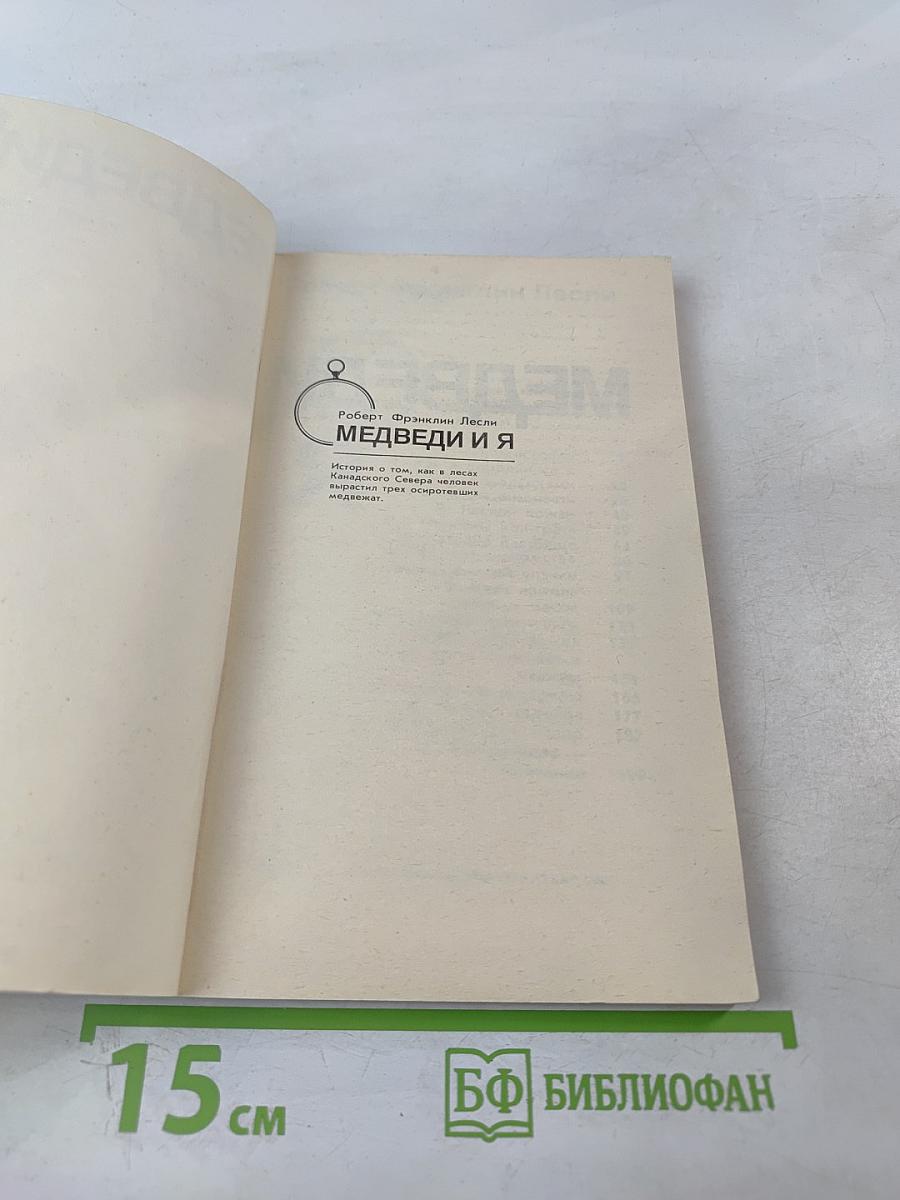 Роберт Фрэнклин Лесли
МЕДВЕДИ И Я
История о том, как в лесах
Канадского Севера человек
вырастил трех осиротевших
медвежат.
15 см
БФ БИБЛИОФАН